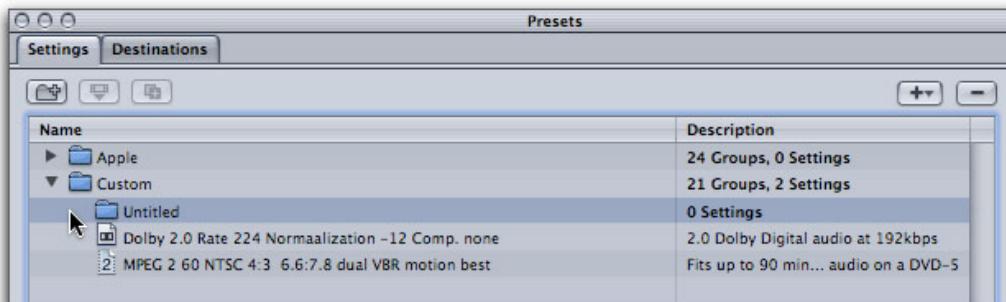 Presets
Settings Destinations
Name Description
Apple 24 Groups, 0 Settings
Custom 21 Groups, 2 Settings
Untitled 0 Settings
Dolby 2.0 Rate 224 Normaalization -12 Comp. none 2.0 Dolby Digital audio at 192kbps
2 MPEG 2 60 NTSC 4:3 6.6:7.8 dual VBR motion best Fits up to 90 min... audio on a DVD-5